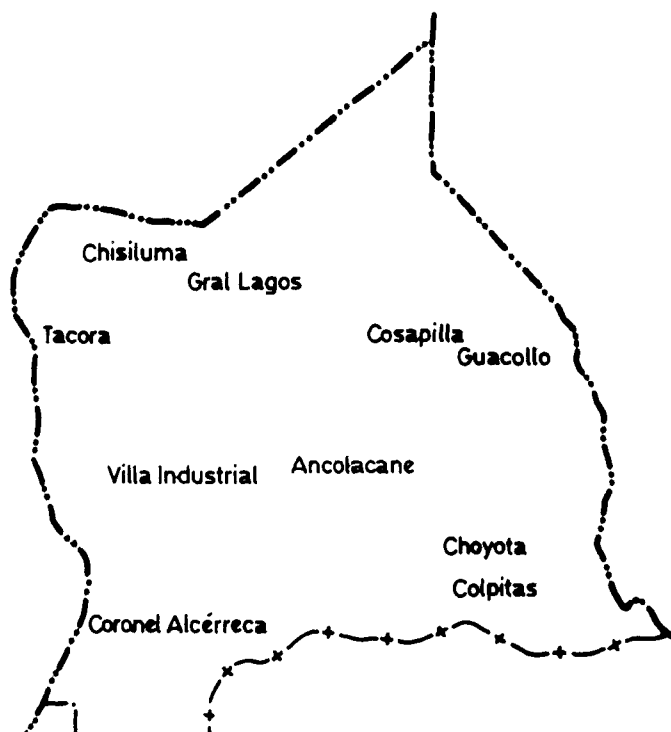 Chisiluma
Gral Lagos
Tacora
Cosapilla
Guacollo
Villa Industrial
Ancolacane
Choyota
Colpitas
Coronel Alcérreca